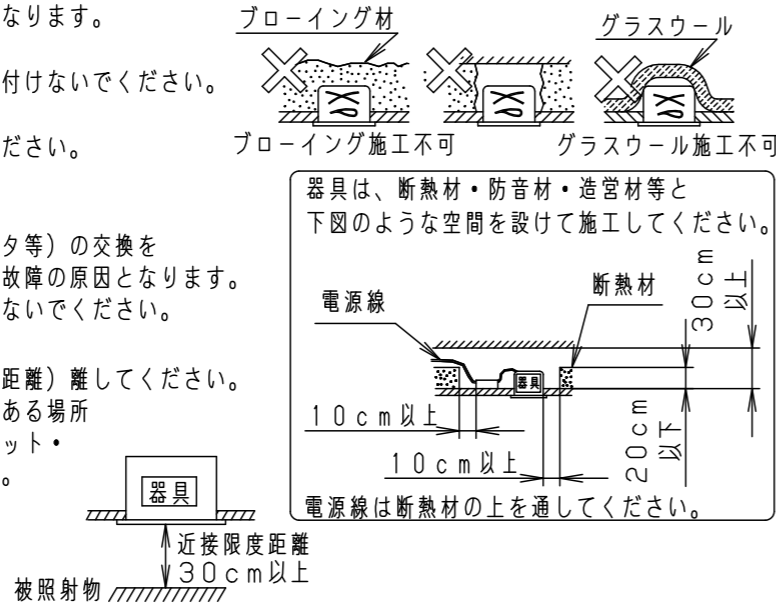 なります。
付けないでください。
ださい。
タ等）の交換を
故障の原因となります。
ないでください。
距離）離してください。
ある場所
ット・
。
ブローイング材
グラスウール
ブローイング施工不可
グラスウール施工不可
器具は、断熱材・防音材・造営材等と
下図のような空間を設けて施工してください。
電源線
断熱材
30cm
以上
器具
10cm以上
10cm以上
20cm
以下
電源線は断熱材の上を通してください。
器具
近接限度距離
30cm以上
被照射物